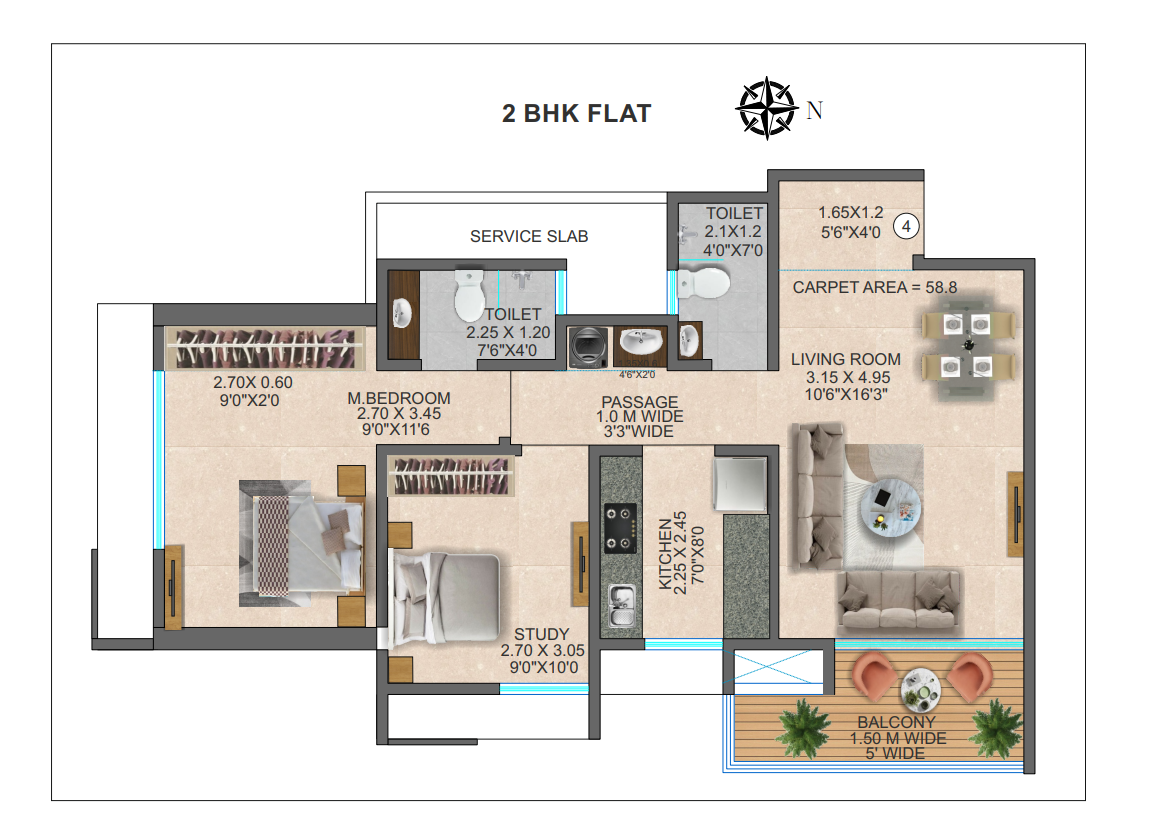 2 BHK FLAT
N
TOILET
2.1X1.2
4'0"X7'0
1.65X1.2
5'6"X4'0
4
SERVICE SLAB
CARPET AREA = 58.8
TOILET
2.25 X 1.20
7'6"X4'0
4'6"X2'0
LIVING ROOM
3.15 X 4.95
10'6"X16'3"
2.70X 0.60
9'0"X2'0
M.BEDROOM
2.70 X 3.45
9'0"X11'6
PASSAGE
1.0 M WIDE
3'3"WIDE
KITCHEN
2.25 X 2.45
7'0"X8'0
STUDY
2.70 X 3.05
9'0"X10'0
BALCONY
1.50 M WIDE
5' WIDE